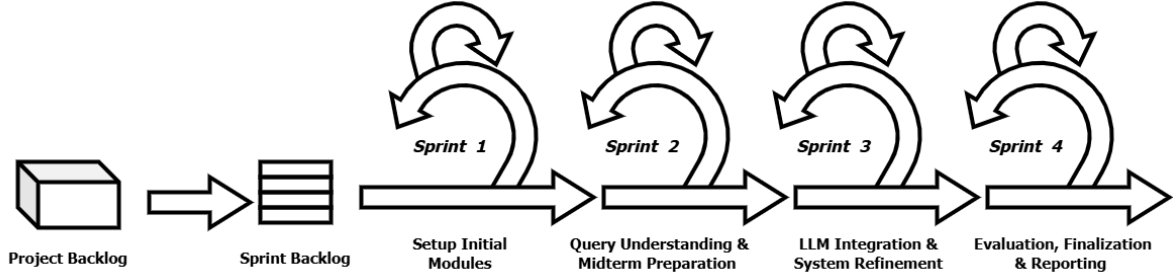 Sprint 1
Sprint 2
Sprint 3
Sprint 4
Project Backlog
Sprint Backlog
Setup Initial
Modules
Query Understanding &
Midterm Preparation
LLM Integration &
System Refinement
Evaluation, Finalization
& Reporting